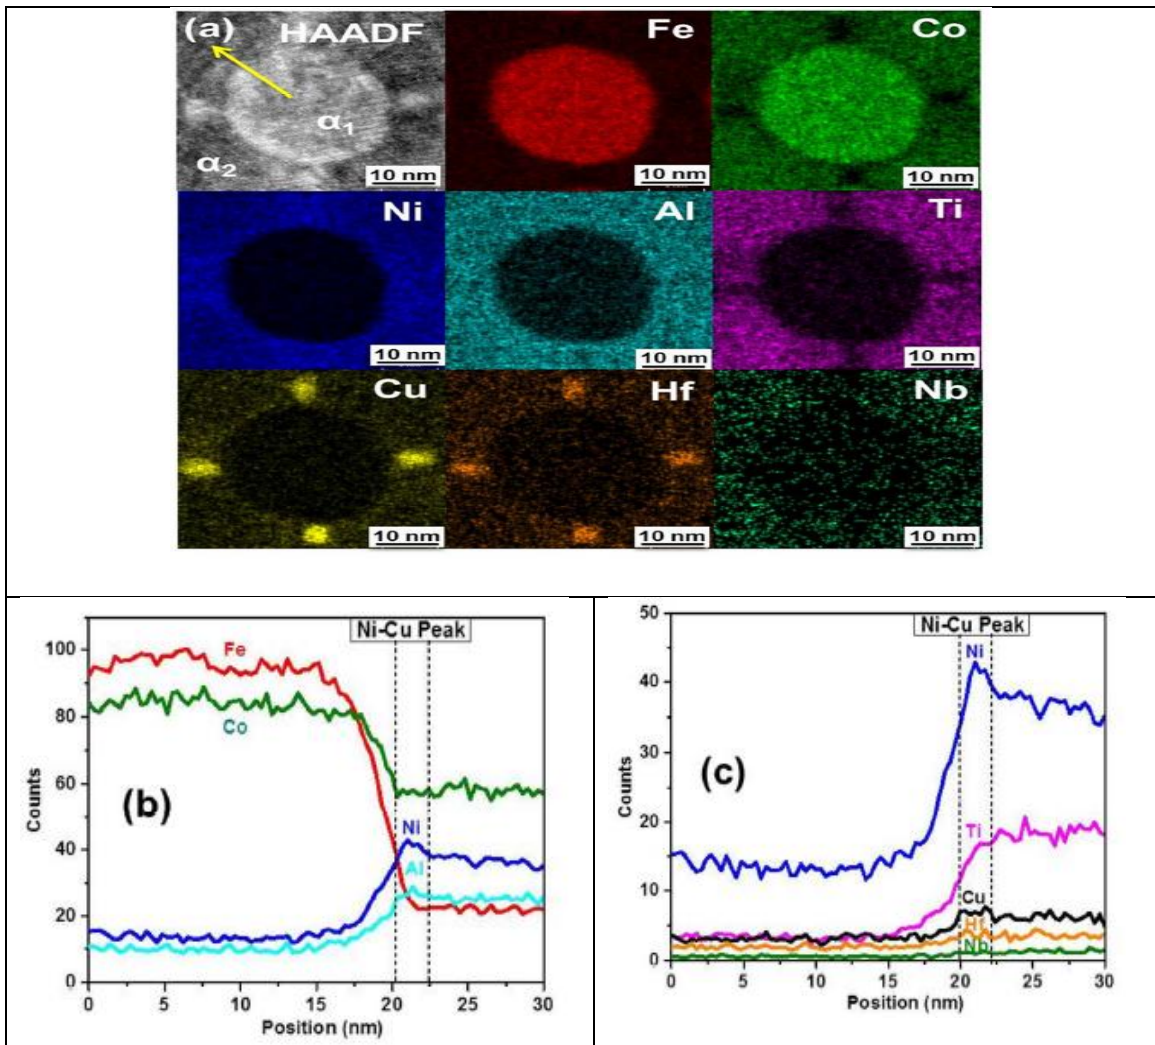 (a) HAADF Fe Co
α1
α2
10 nm 10 nm 10 nm
Ni Al Ti
10 nm 10 nm 10 nm
Cu Hf Nb
10 nm 10 nm 10 nm
Ni-Cu Peak
Fe
Co
(b)
Ni
Al
100
80
60
40
20
0
Counts
0 5 10 15 20 25 30
Position (nm)
Ni-Cu Peak
Ni
(c)
Ti
Cu
Hf
Nb
50
40
30
20
10
0
Counts
0 5 10 15 20 25 30
Position (nm)